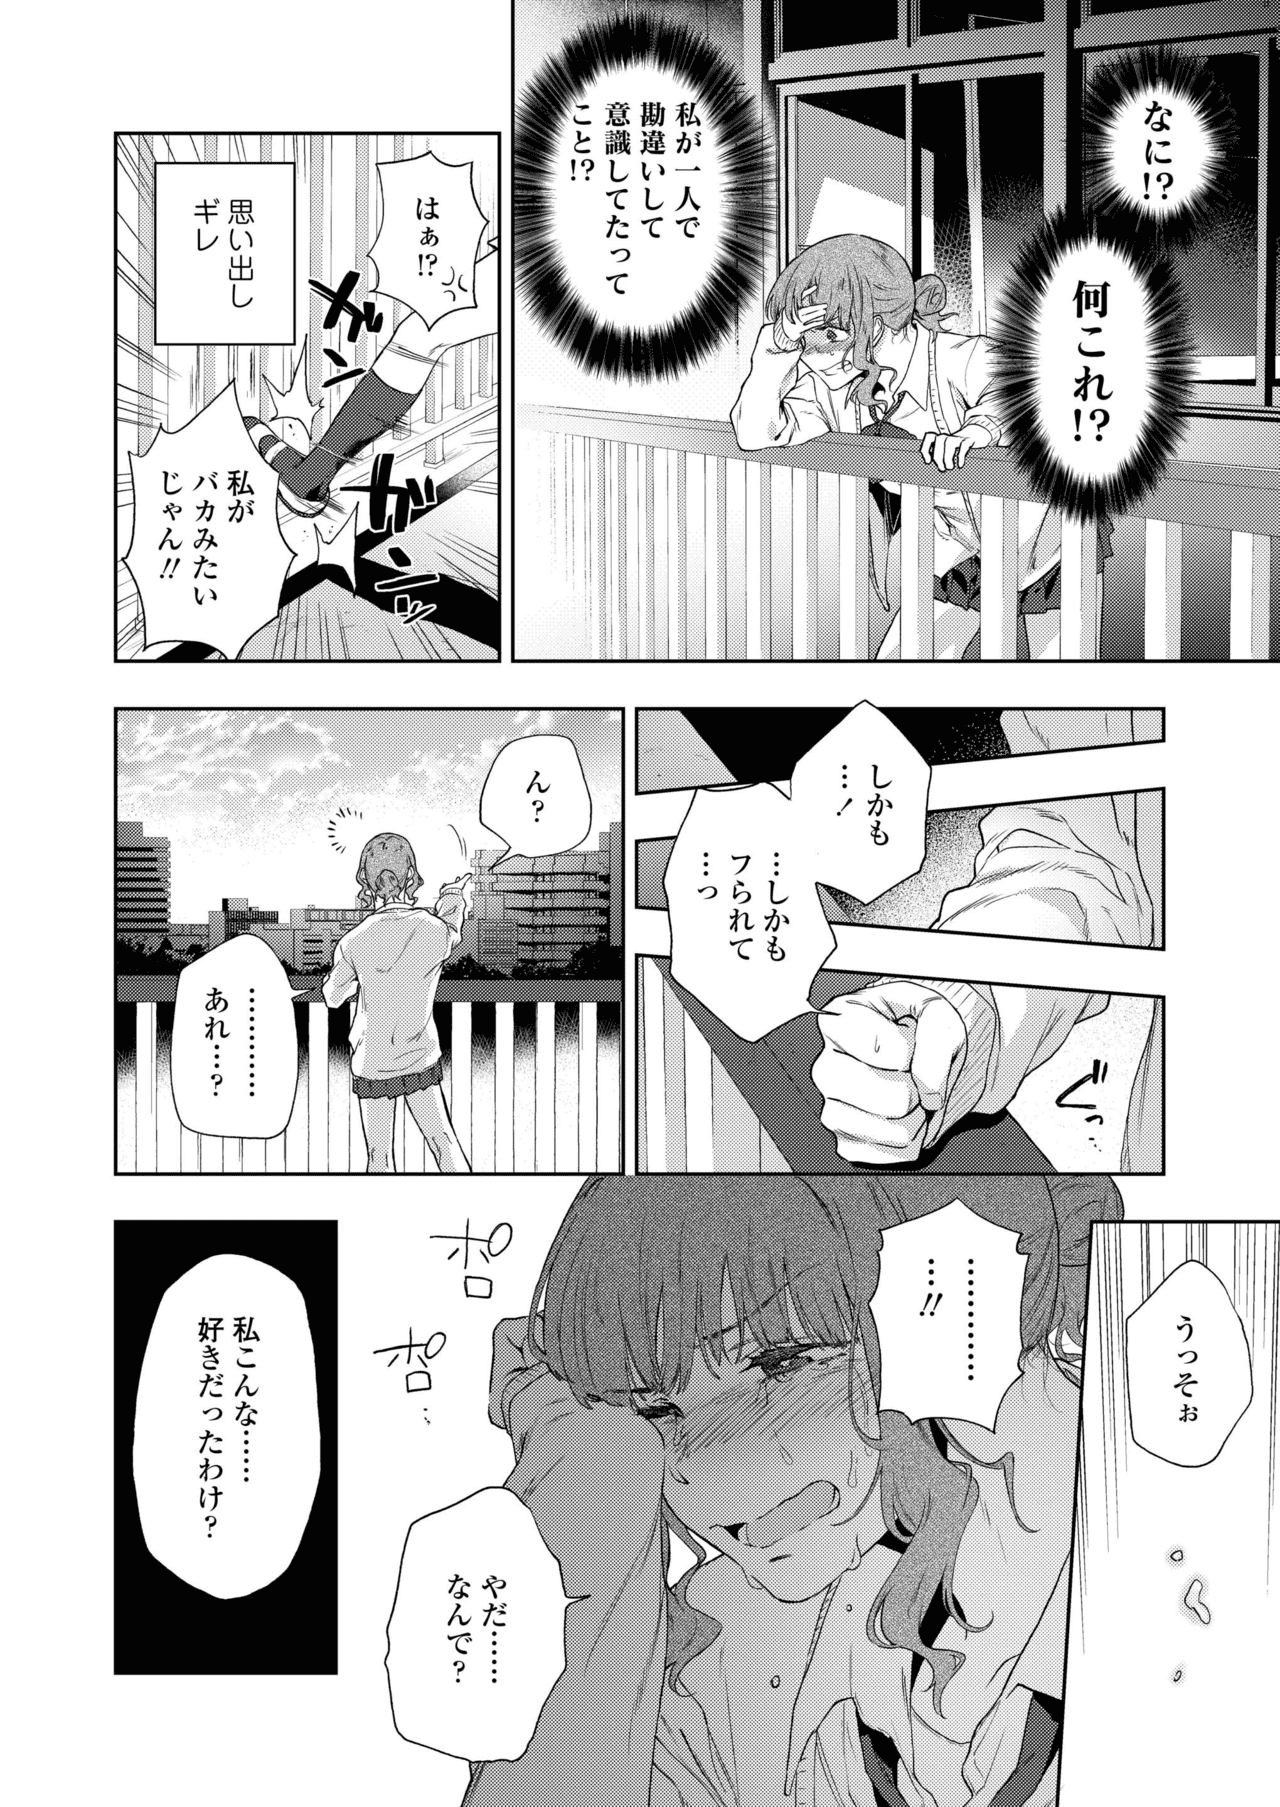 なに!?
何これ!?
私が一人で
勘違いして
意識してたって
こと!?
はぁ!?
思い出し
ギレ
ガン
ガン
私が
バカみたい
じゃん!!
しかも
…!
…しかも
フられて
…っ
ぐっ
ん?
…………
あれ…?
うっそぉ
…………
…!!
ポロ
ポロ…
やだ……
なんで?
私こんな……
好きだったわけ?